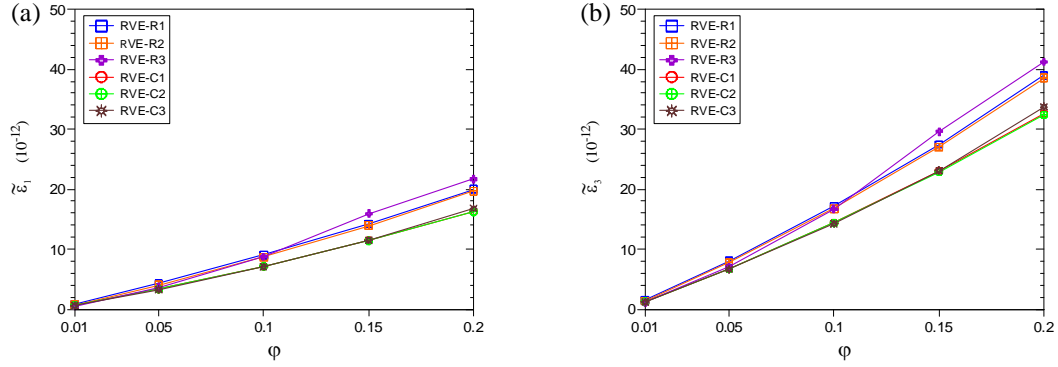 (a)
50
40
30
20
10
0
ε̃₁ (10⁻¹²)
RVE-R1
RVE-R2
RVE-R3
RVE-C1
RVE-C2
RVE-C3
0.01 0.05 0.1 0.15 0.2
φ
(b)
50
40
30
20
10
0
ε̃₃ (10⁻¹²)
RVE-R1
RVE-R2
RVE-R3
RVE-C1
RVE-C2
RVE-C3
0.01 0.05 0.1 0.15 0.2
φ